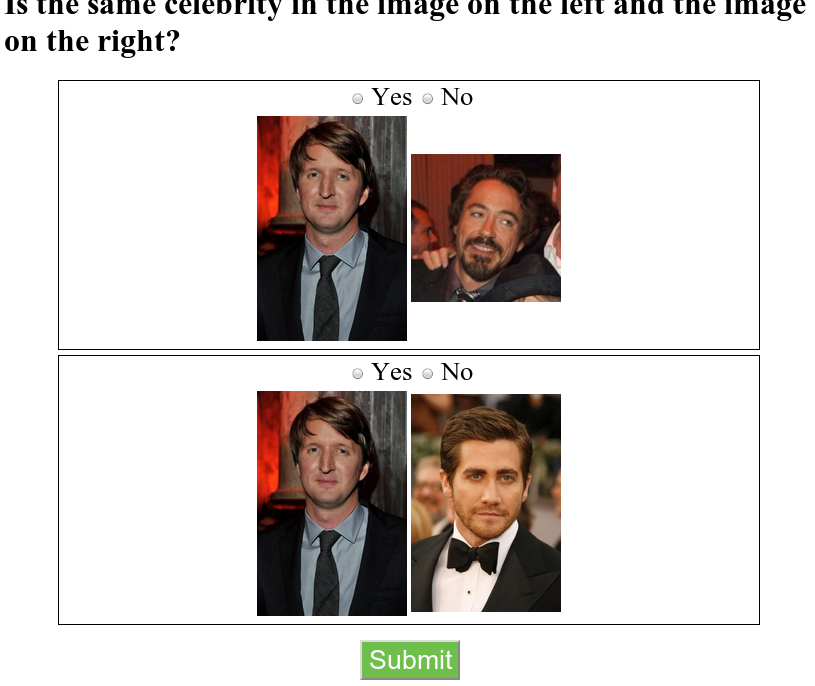 Is the same celebrity in the image on the left and the image
on the right?
Yes No
Yes No
Submit